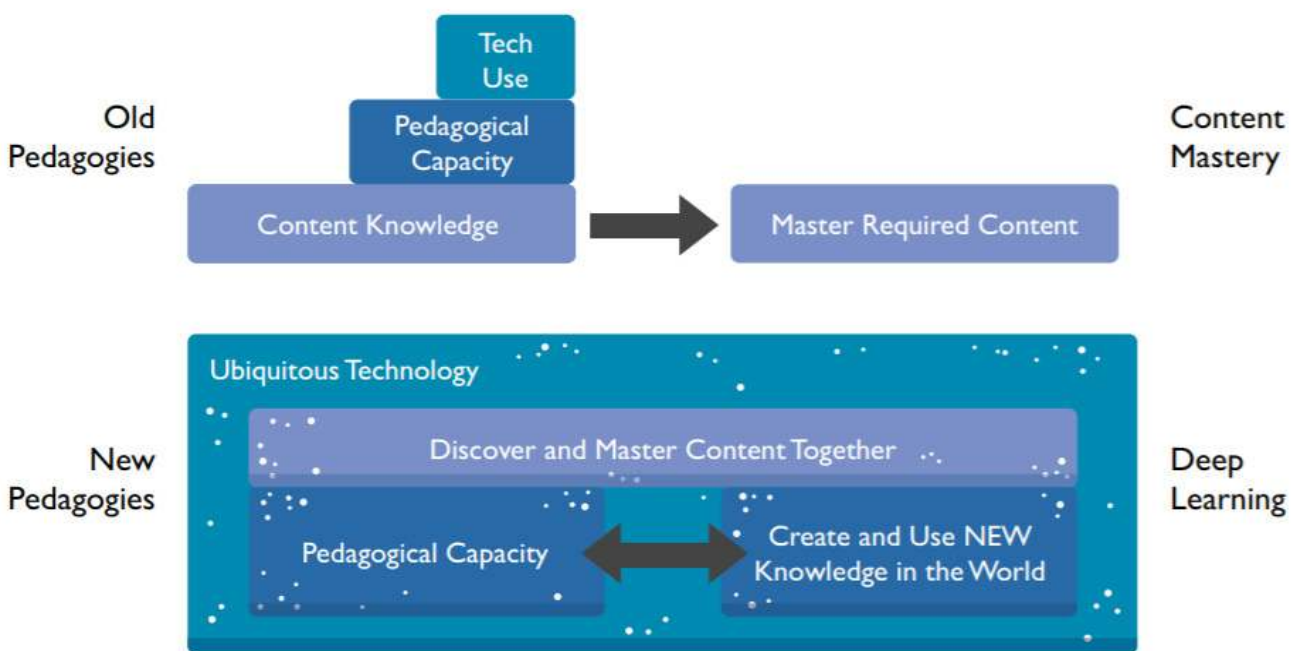 Tech
Use
Old
Pedagogies
Pedagogical
Capacity
Content
Mastery
Content Knowledge
Master Required Content
Ubiquitous Technology
Discover and Master Content Together
New
Pedagogies
Deep
Learning
Pedagogical Capacity
Create and Use NEW
Knowledge in the World